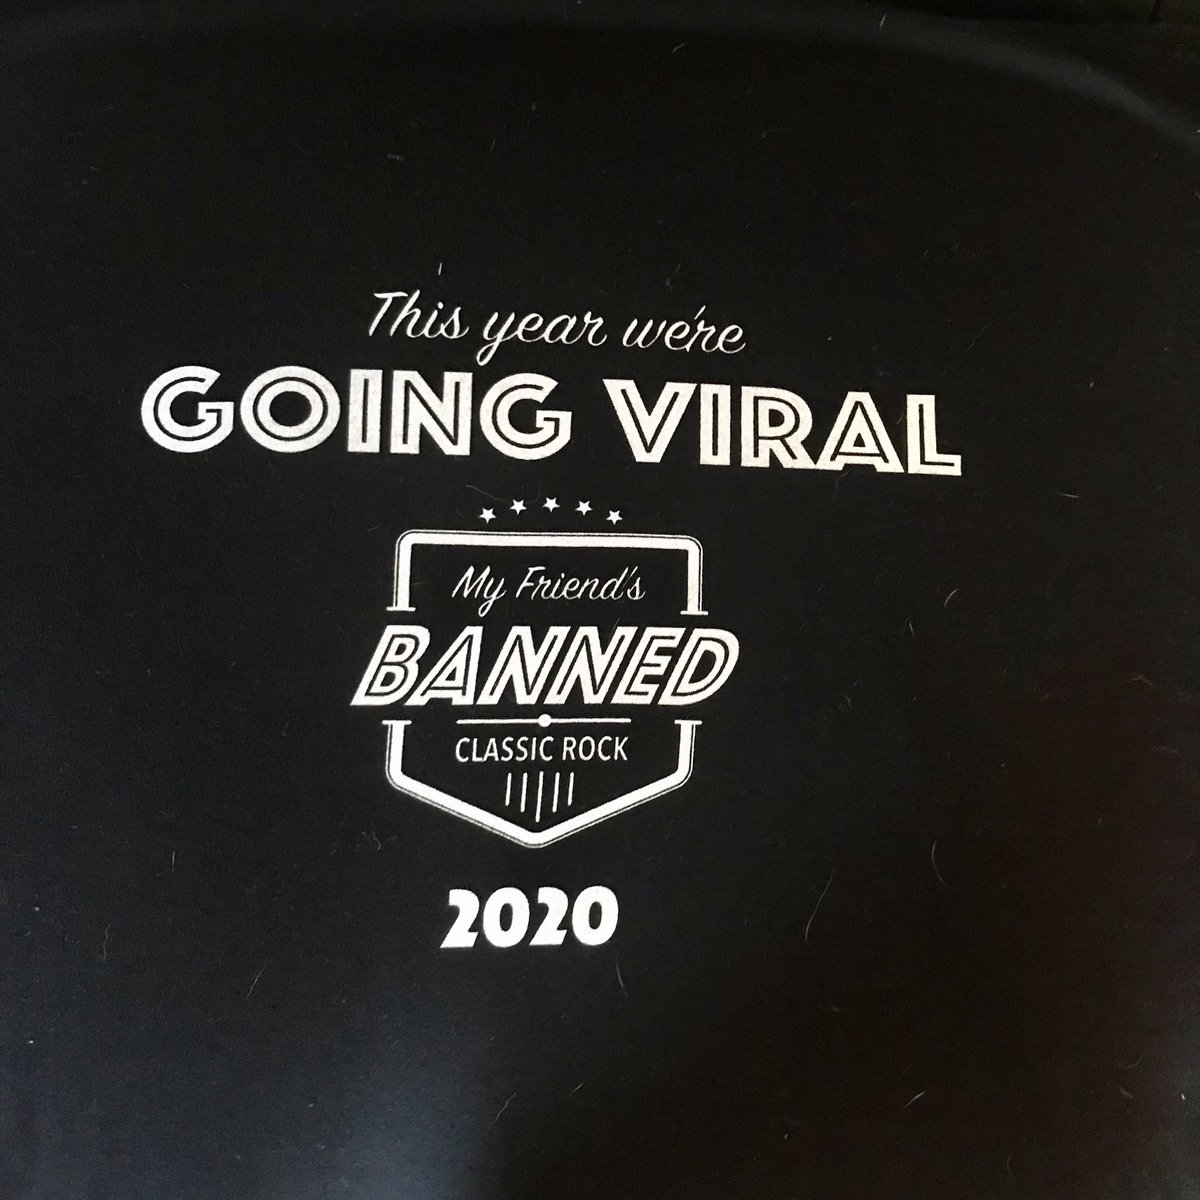 This year we're
GOING VIRAL
My Friend's
BANNED
CLASSIC ROCK
2020